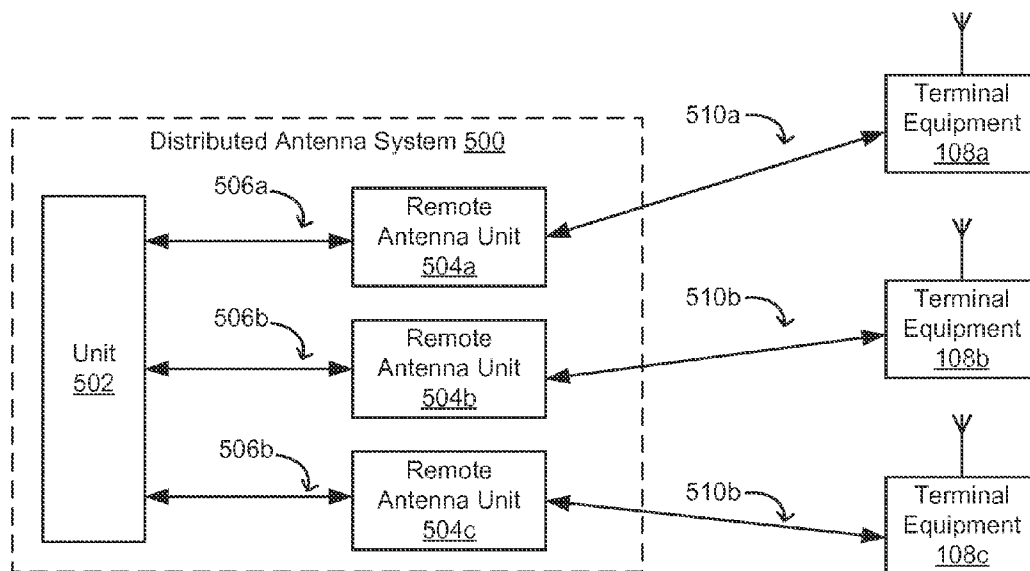 Distributed Antenna System 500
Unit
502
506a
Remote
Antenna Unit
504a
510a
Terminal
Equipment
108a
506b
Remote
Antenna Unit
504b
510b
Terminal
Equipment
108b
506b
Remote
Antenna Unit
504c
510b
Terminal
Equipment
108c